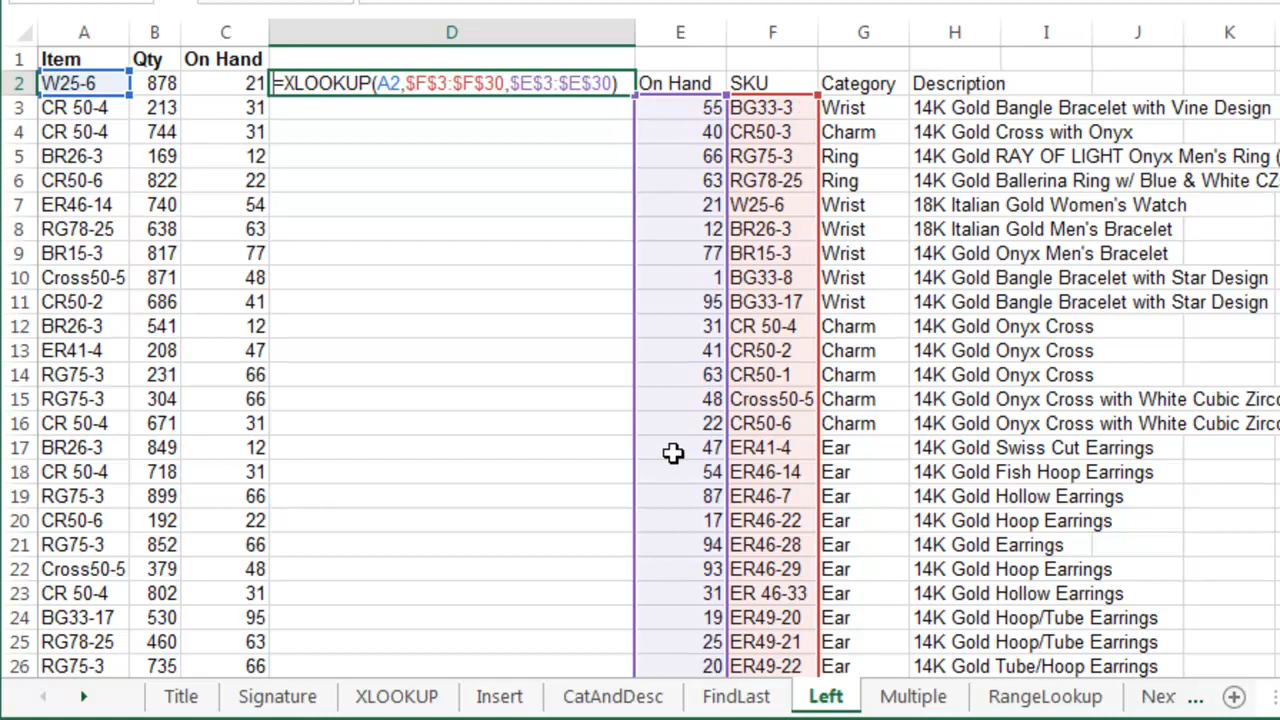 A B C D E F G H I J K
1 Item Qty On Hand
2 W25-6 878 21 =XLOOKUP(A2,$F$3:$F$30,$E$3:$E$30) On Hand SKU Category Description
3 CR 50-4 213 31 55 BG33-3 Wrist 14K Gold Bangle Bracelet with Vine Design
4 CR 50-4 744 31 40 CR50-3 Charm 14K Gold Cross with Onyx
5 BR26-3 169 12 66 RG75-3 Ring 14K Gold RAY OF LIGHT Onyx Men's Ring (
6 CR50-6 822 22 63 RG78-25 Ring 14K Gold Ballerina Ring w/ Blue & White CZ
7 ER46-14 740 54 21 W25-6 Wrist 18K Italian Gold Women's Watch
8 RG78-25 638 63 12 BR26-3 Wrist 18K Italian Gold Men's Bracelet
9 BR15-3 817 77 77 BR15-3 Wrist 14K Gold Onyx Men's Bracelet
10 Cross50-5 871 48 1 BG33-8 Wrist 14K Gold Bangle Bracelet with Star Design
11 CR50-2 686 41 95 BG33-17 Wrist 14K Gold Bangle Bracelet with Star Design
12 BR26-3 541 12 31 CR 50-4 Charm 14K Gold Onyx Cross
13 ER41-4 208 47 41 CR50-2 Charm 14K Gold Onyx Cross
14 RG75-3 231 66 63 CR50-1 Charm 14K Gold Onyx Cross
15 RG75-3 304 66 48 Cross50-5 Charm 14K Gold Onyx Cross with White Cubic Zirco
16 CR 50-4 671 31 22 CR50-6 Charm 14K Gold Onyx Cross with White Cubic Zirco
17 BR26-3 849 12 47 ER41-4 Ear 14K Gold Swiss Cut Earrings
18 CR 50-4 718 31 54 ER46-14 Ear 14K Gold Fish Hoop Earrings
19 RG75-3 899 66 87 ER46-7 Ear 14K Gold Hollow Earrings
20 CR50-6 192 22 17 ER46-22 Ear 14K Gold Hoop Earrings
21 RG75-3 852 66 94 ER46-28 Ear 14K Gold Earrings
22 Cross50-5 379 48 93 ER46-29 Ear 14K Gold Hoop Earrings
23 CR 50-4 802 31 31 ER 46-33 Ear 14K Gold Hollow Earrings
24 BG33-17 530 95 19 ER49-20 Ear 14K Gold Hoop/Tube Earrings
25 RG78-25 460 63 25 ER49-21 Ear 14K Gold Hoop/Tube Earrings
26 RG75-3 735 66 20 ER49-22 Ear 14K Gold Tube/Hoop Earrings
Title Signature XLOOKUP Insert CatAndDesc FindLast Left Multiple RangeLookup Nex ...